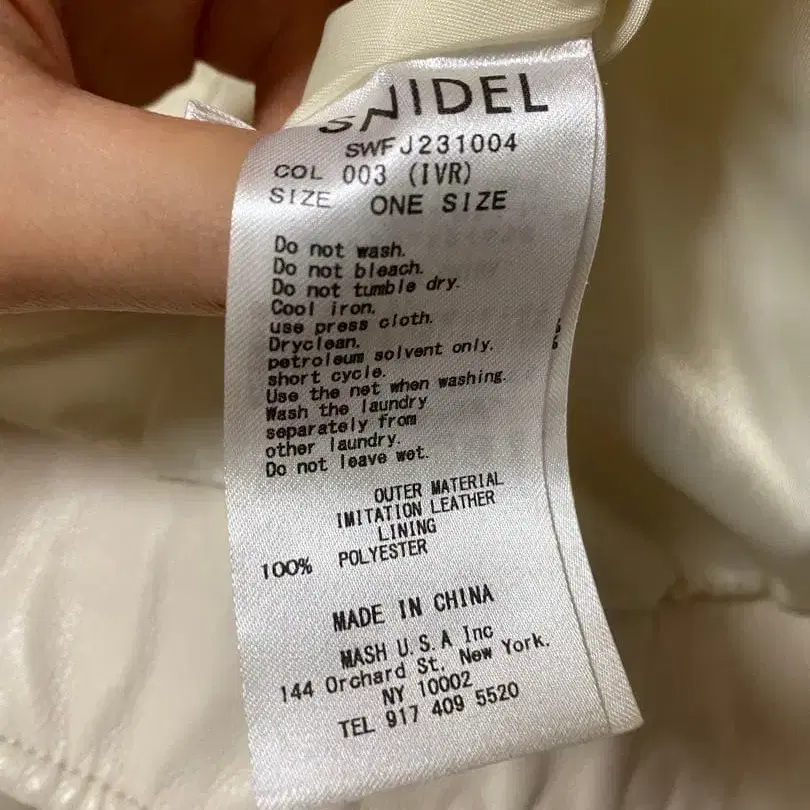 SNIDEL
SWFJ231004
COL 003 (IVR)
SIZE ONE SIZE
Do not wash.
Do not bleach.
Do not tumble dry.
Cool iron.
use press cloth.
Dryclean.
petroleum solvent only.
short cycle.
Use the net when washing.
Wash the laundry
separately from
other laundry.
Do not leave wet.
OUTER MATERIAL
IMITATION LEATHER
LINING
100% POLYESTER
MADE IN CHINA
MASH U.S.A Inc
144 Orchard St. New York.
NY 10002
TEL 917 409 5520